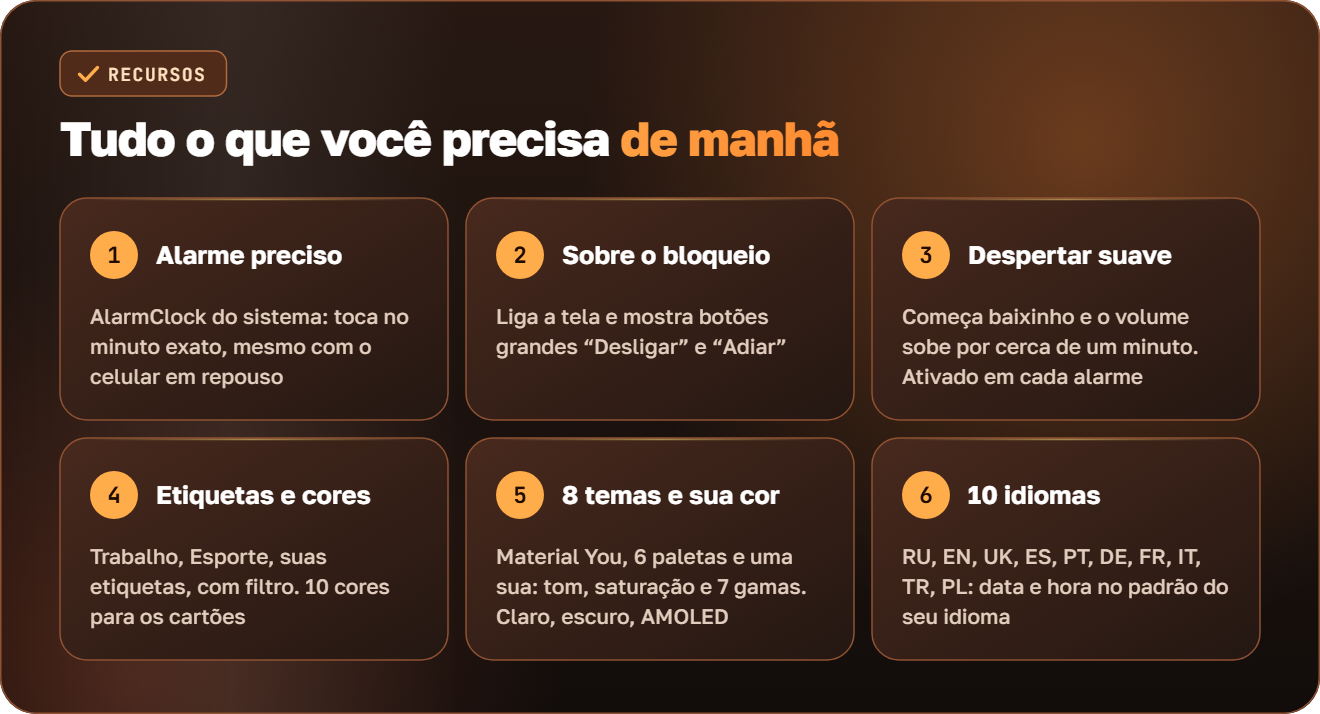 RECURSOS
Tudo o que você precisa de manhã
1 Alarme preciso
AlarmClock do sistema: toca no
minuto exato, mesmo com o
celular em repouso
2 Sobre o bloqueio
Liga a tela e mostra botões
grandes “Desligar” e “Adiar”
3 Despertar suave
Começa baixinho e o volume
sobe por cerca de um minuto.
Ativado em cada alarme
4 Etiquetas e cores
Trabalho, Esporte, suas
etiquetas, com filtro. 10 cores
para os cartões
5 8 temas e sua cor
Material You, 6 paletas e uma
sua: tom, saturação e 7 gamas.
Claro, escuro, AMOLED
6 10 idiomas
RU, EN, UK, ES, PT, DE, FR, IT,
TR, PL: data e hora no padrão do
seu idioma